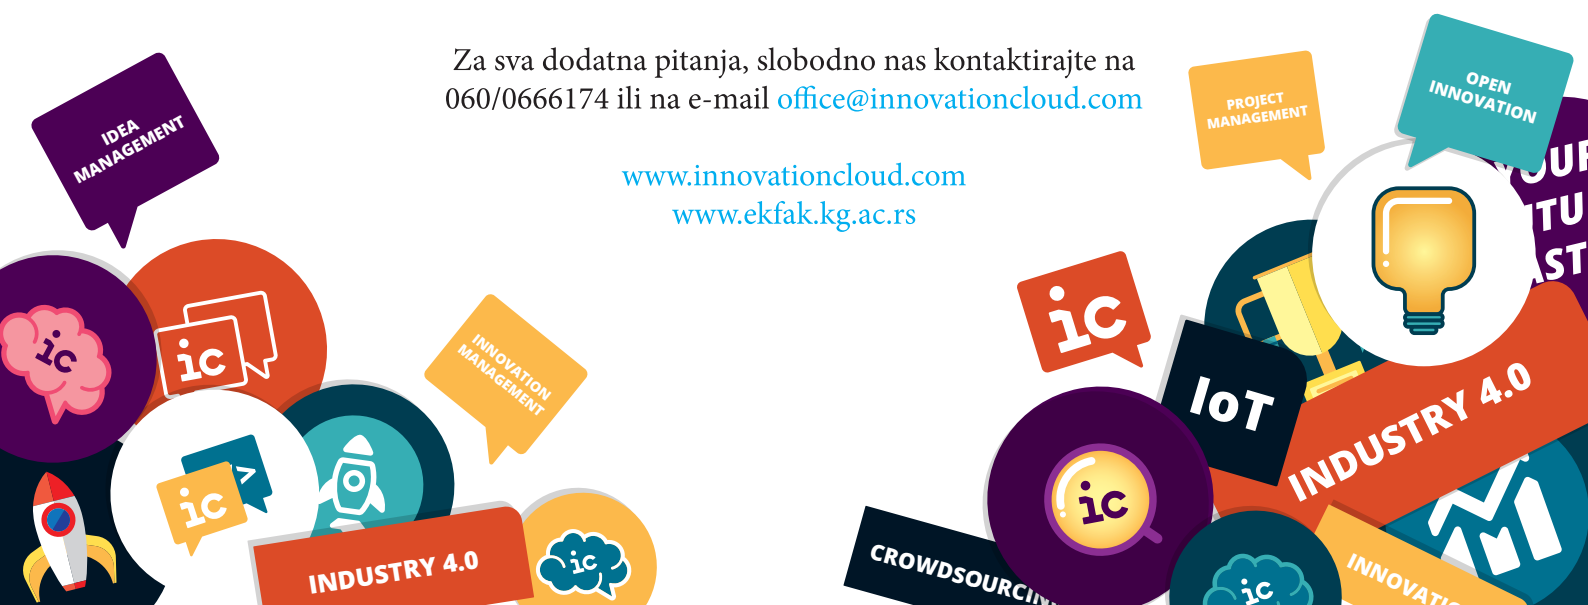 Za sva dodatna pitanja, slobodno nas kontaktirajte na
060/0666174 ili na e-mail office@innovationcloud.com
www.innovationcloud.com
www.ekfak.kg.ac.rs
IDEA
MANAGEMENT
ic
ic
ic
INNOVATION
MANAGEMENT
INDUSTRY 4.0
ic
PROJECT
MANAGEMENT
OPEN
INNOVATION
ic
IoT
INDUSTRY 4.0
ic
CROWDSOURCIN
ic
INNOVATI